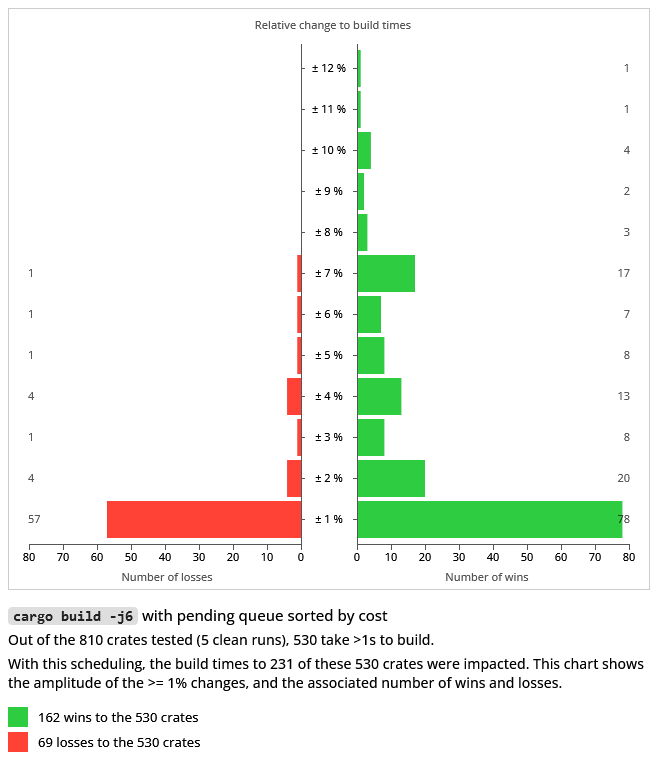 Relative change to build times
± 12 % 1
± 11 % 1
± 10 % 4
± 9 % 2
± 8 % 3
1 ± 7 % 17
1 ± 6 % 7
1 ± 5 % 8
4 ± 4 % 13
1 ± 3 % 8
4 ± 2 % 20
57 ± 1 % 78
80 70 60 50 40 30 20 10 0 0 10 20 30 40 50 60 70 80
Number of losses Number of wins
cargo build -j6 with pending queue sorted by cost
Out of the 810 crates tested (5 clean runs), 530 take >1s to build.
With this scheduling, the build times to 231 of these 530 crates were impacted. This chart shows
the amplitude of the >= 1% changes, and the associated number of wins and losses.
162 wins to the 530 crates
69 losses to the 530 crates